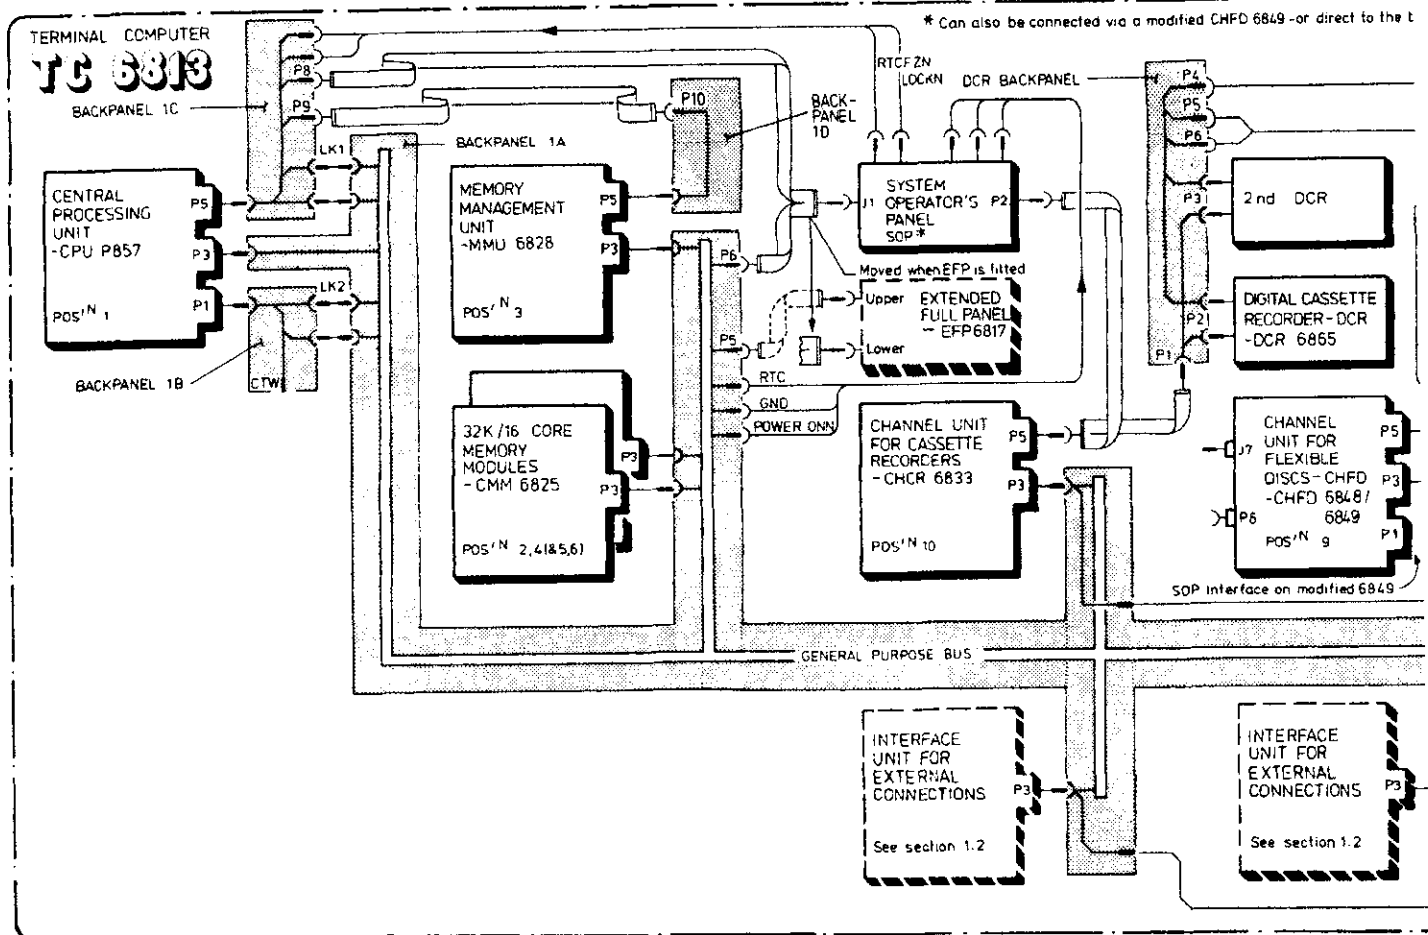 * Can also be connected via a modified CHFD 6849 - or direct to the t
TERMINAL COMPUTER
TC 6813
BACKPANEL 1C
P8
P9
P10
BACK-
PANEL
1D
RTCFZN
LOCKN
DCR BACKPANEL
P4
P5
P6
LK1
BACKPANEL 1A
CENTRAL
PROCESSING
UNIT
-CPU P857
POS'N 1
P5
P3
P1
LK2
BACKPANEL 1B
CTW
MEMORY
MANAGEMENT
UNIT
-MMU 6828
POS'N 3
P5
P3
32K/16 CORE
MEMORY
MODULES
-CMM 6825
POS'N 2,4(&5,6)
P3
P3
P6
P5
RTC
GND
POWER ONN
J1
SYSTEM
OPERATOR'S
PANEL
SOP *
P2
Moved when EFP is fitted
Upper
EXTENDED
FULL PANEL
- EFP6817
Lower
CHANNEL UNIT
FOR CASSETTE
RECORDERS
-CHCR 6833
POS'N 10
P5
P3
P3
2nd DCR
DIGITAL CASSETTE
RECORDER-DCR
-DCR 6865
P2
P1
J7
P6
CHANNEL
UNIT FOR
FLEXIBLE
DISCS-CHFD
-CHFD 6848/
6849
POS'N 9
P5
P3
P1
SOP Interface on modified 6849
GENERAL PURPOSE BUS
INTERFACE
UNIT FOR
EXTERNAL
CONNECTIONS
See section 1.2
P3
INTERFACE
UNIT FOR
EXTERNAL
CONNECTIONS
See section 1.2
P3